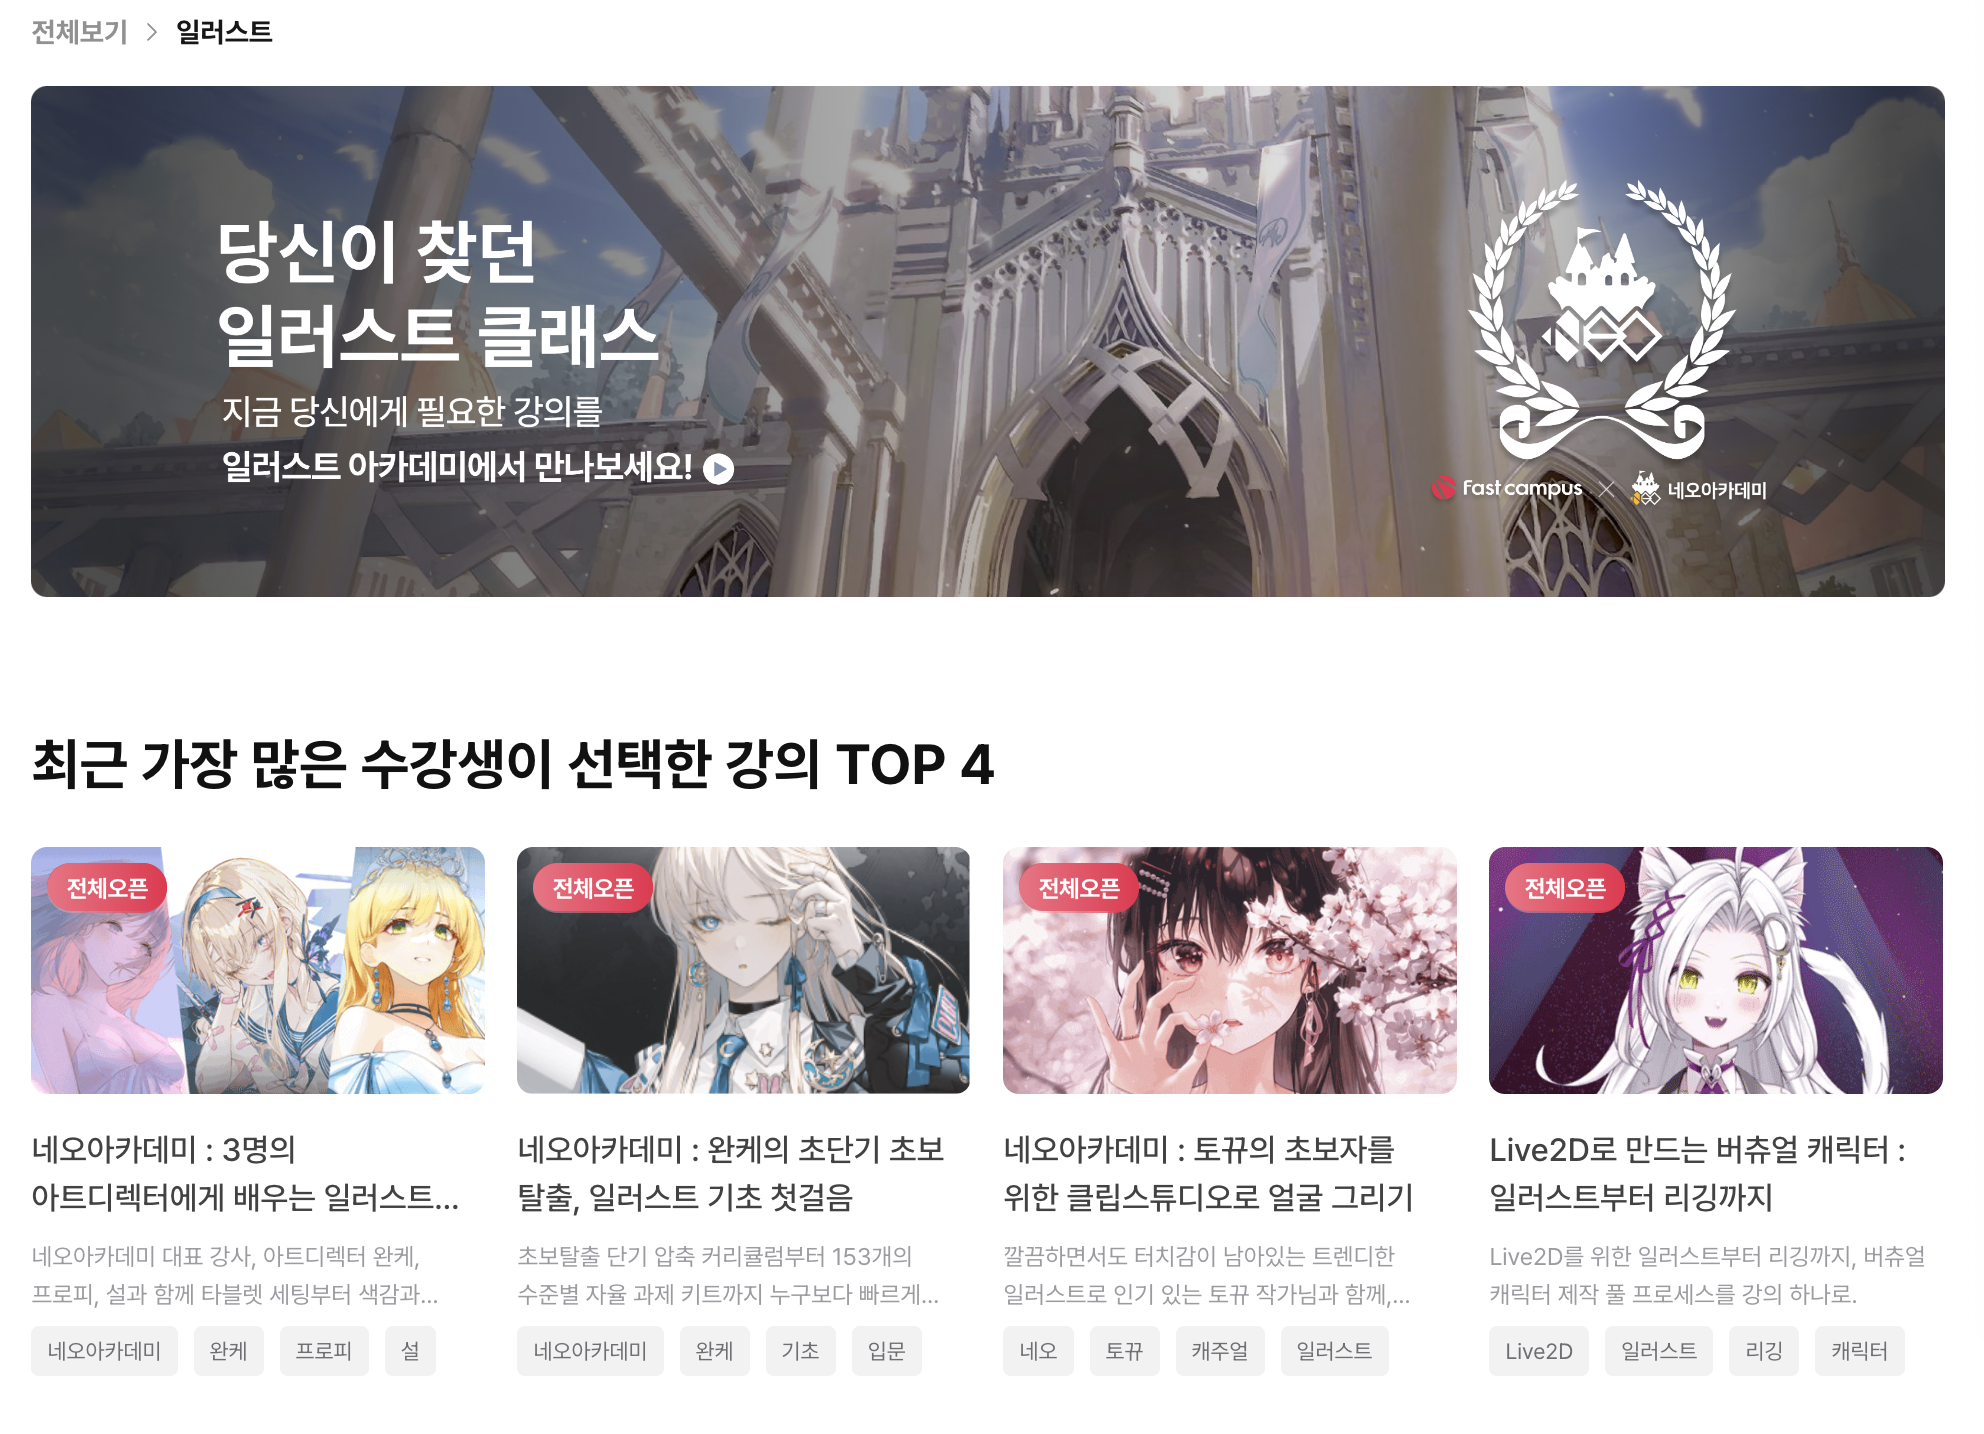 전체보기 > 일러스트
당신이 찾던
일러스트 클래스
지금 당신에게 필요한 강의를
일러스트 아카데미에서 만나보세요!
NEO
Fast campus × 네오아카데미
최근 가장 많은 수강생이 선택한 강의 TOP 4
전체오픈
네오아카데미 : 3명의
아트디렉터에게 배우는 일러스트...
네오아카데미 대표 강사, 아트디렉터 완케,
프로피, 설과 함께 타블렛 세팅부터 색감과...
네오아카데미 완케 프로피 설
전체오픈
네오아카데미 : 완케의 초단기 초보
탈출, 일러스트 기초 첫걸음
초보탈출 단기 압축 커리큘럼부터 153개의
수준별 자율 과제 키트까지 누구보다 빠르게...
네오아카데미 완케 기초 입문
전체오픈
네오아카데미 : 토뀨의 초보자를
위한 클립스튜디오로 얼굴 그리기
깔끔하면서도 터치감이 남아있는 트렌디한
일러스트로 인기 있는 토뀨 작가님과 함께,...
네오 토뀨 캐주얼 일러스트
전체오픈
Live2D로 만드는 버츄얼 캐릭터 :
일러스트부터 리깅까지
Live2D를 위한 일러스트부터 리깅까지, 버츄얼
캐릭터 제작 풀 프로세스를 강의 하나로.
Live2D 일러스트 리깅 캐릭터